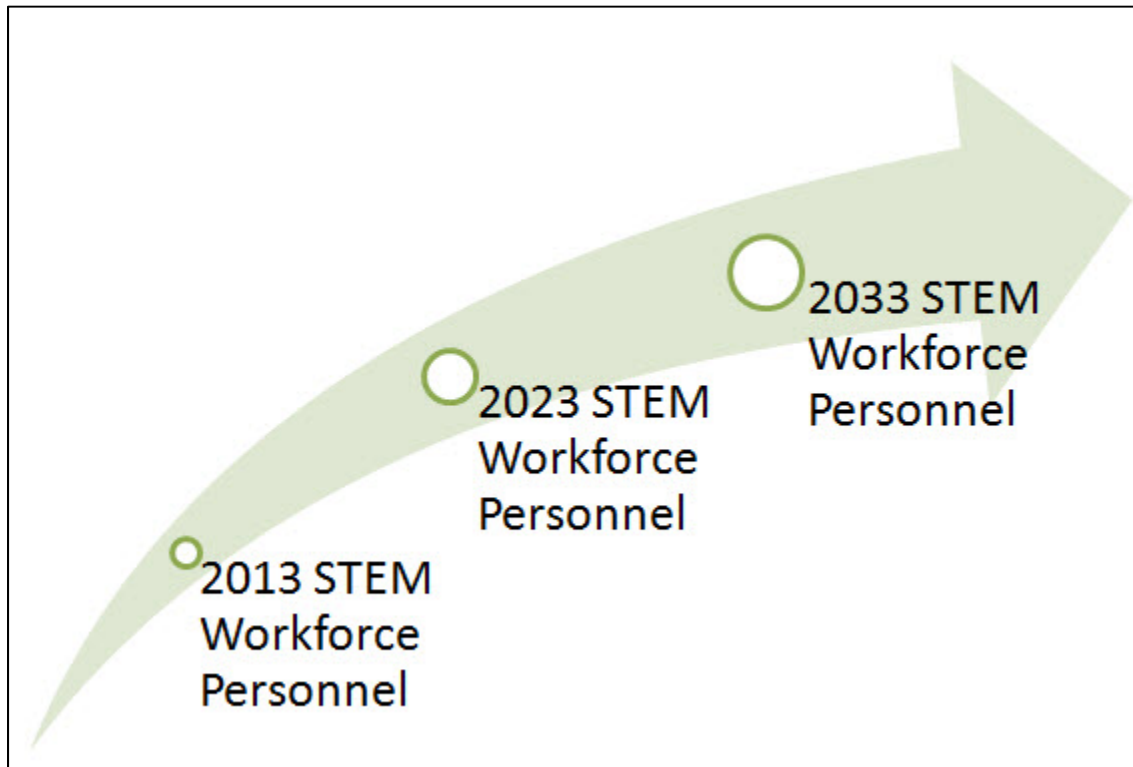 2013 STEM
Workforce
Personnel
2023 STEM
Workforce
Personnel
2033 STEM
Workforce
Personnel